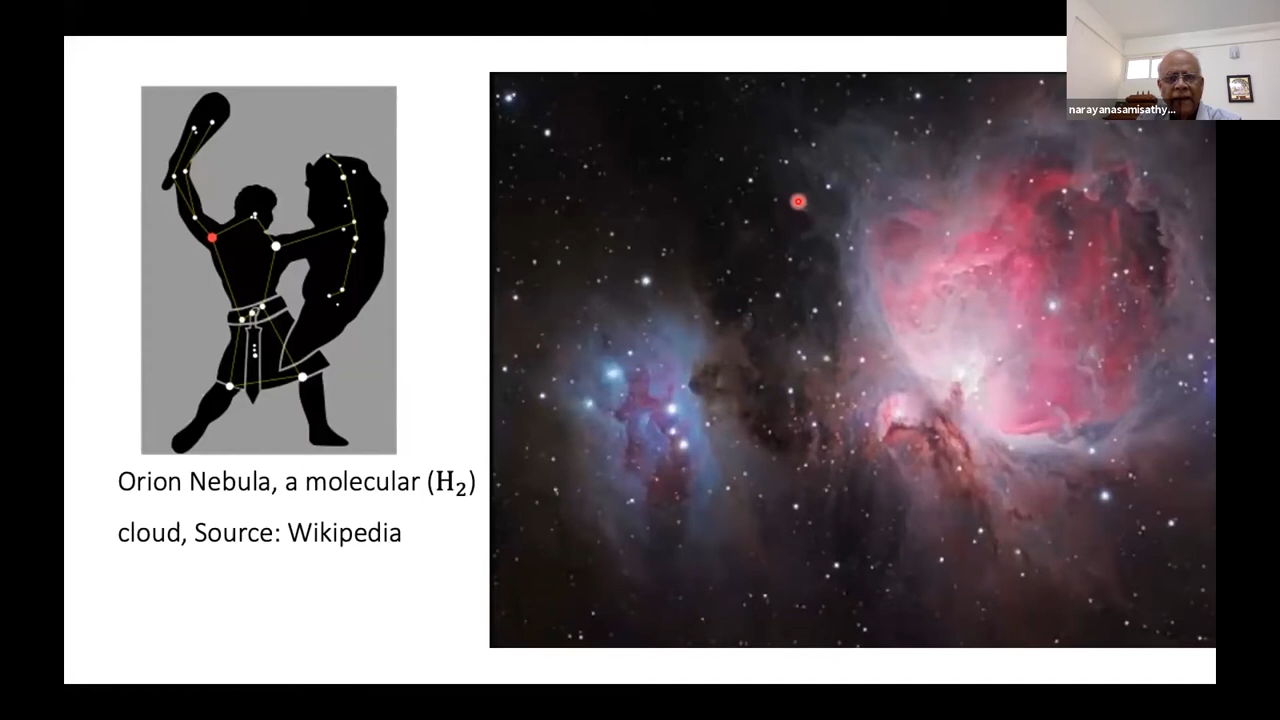 narayanasamisathy...
Orion Nebula, a molecular (H₂)
cloud, Source: Wikipedia